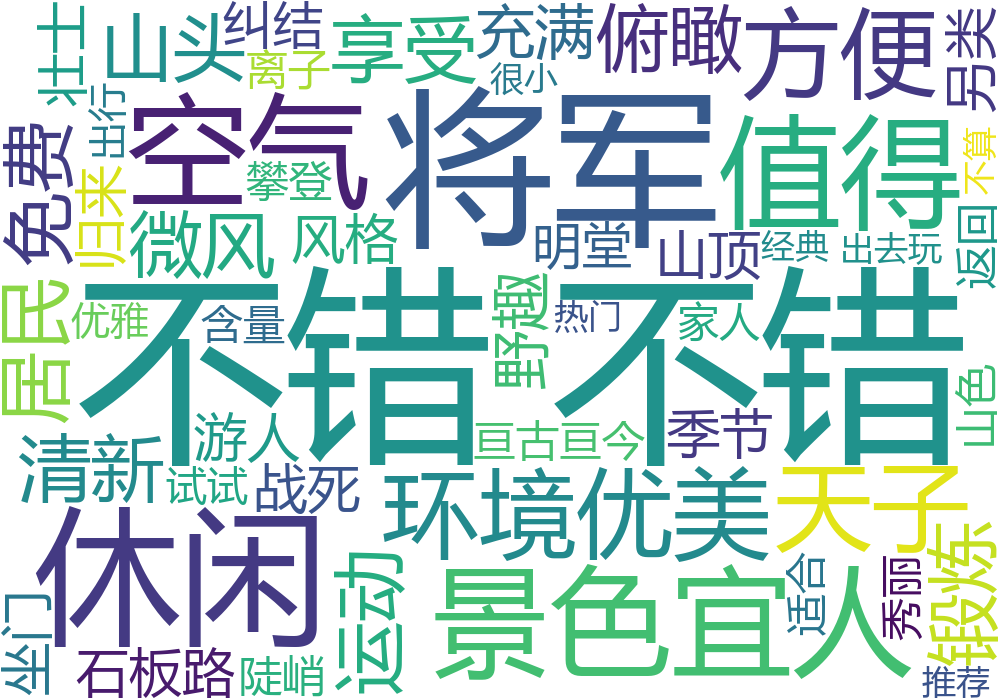 壮士
山头
纠结
离子
享受
充满
很小
俯瞰
方便
另类
免费
出行
空气
攀登
将军
值得
不算
归来
微风
风格
明堂
山顶
经典
出去玩
返回
居民
优雅
含量
不错 不错
野趣
热门
家人
山色
清新
游人
试试
战死
亘古亘今
季节
环境优美
天子
休闲
运动
景色宜人
适合
秀丽
锻炼
坐门
石板路
陡峭
推荐